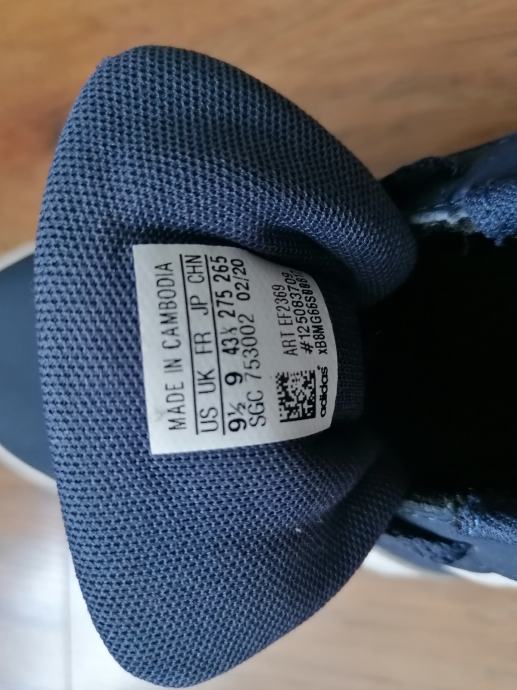 MADE IN CAMBODIA
US UK FR JP CHN
9½ 9 43⅓ 275 265
SGC 753002 02/20
ART EF2369
#125083709
adidas